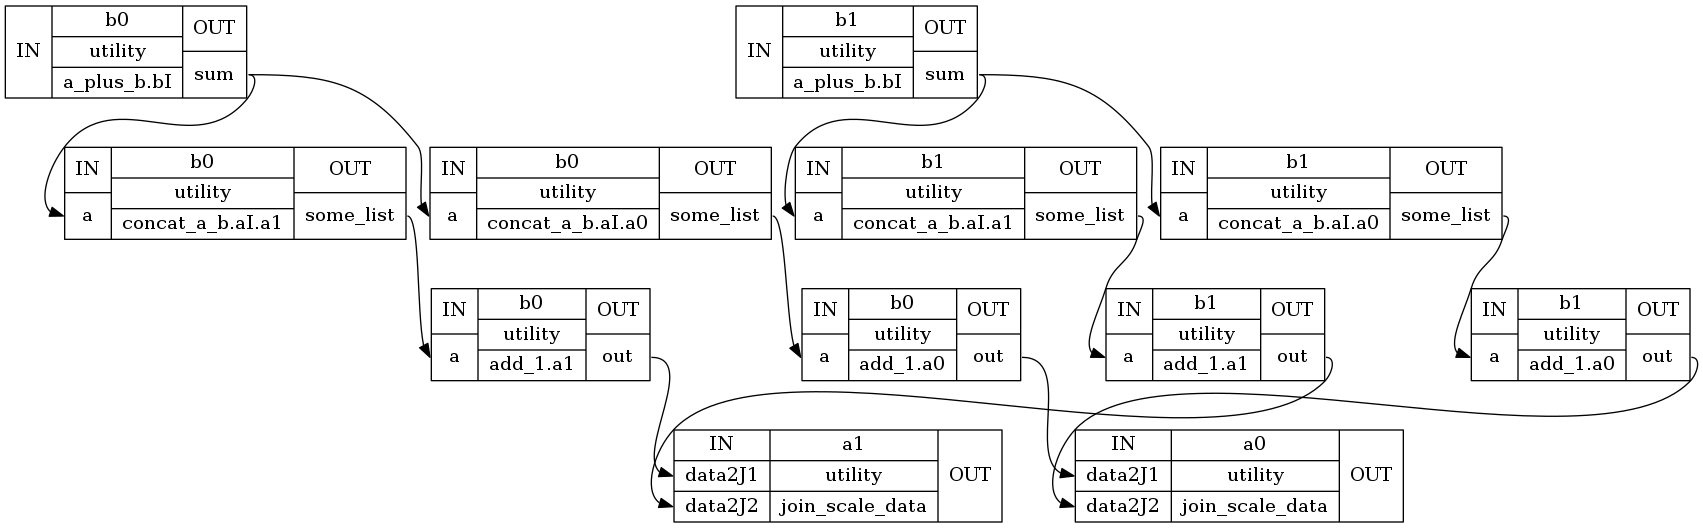 IN
b0
utility
a_plus_b.bI
OUT
sum
IN
b1
utility
a_plus_b.bI
OUT
sum
IN
a
b0
utility
concat_a_b.aI.a1
OUT
some_list
IN
a
b0
utility
concat_a_b.aI.a0
OUT
some_list
IN
a
b1
utility
concat_a_b.aI.a1
OUT
some_list
IN
a
b1
utility
concat_a_b.aI.a0
OUT
some_list
IN
a
b0
utility
add_1.a1
OUT
out
IN
a
b0
utility
add_1.a0
OUT
out
IN
a
b1
utility
add_1.a1
OUT
out
IN
a
b1
utility
add_1.a0
OUT
out
IN
data2J1
data2J2
a1
utility
join_scale_data
OUT
IN
data2J1
data2J2
a0
utility
join_scale_data
OUT